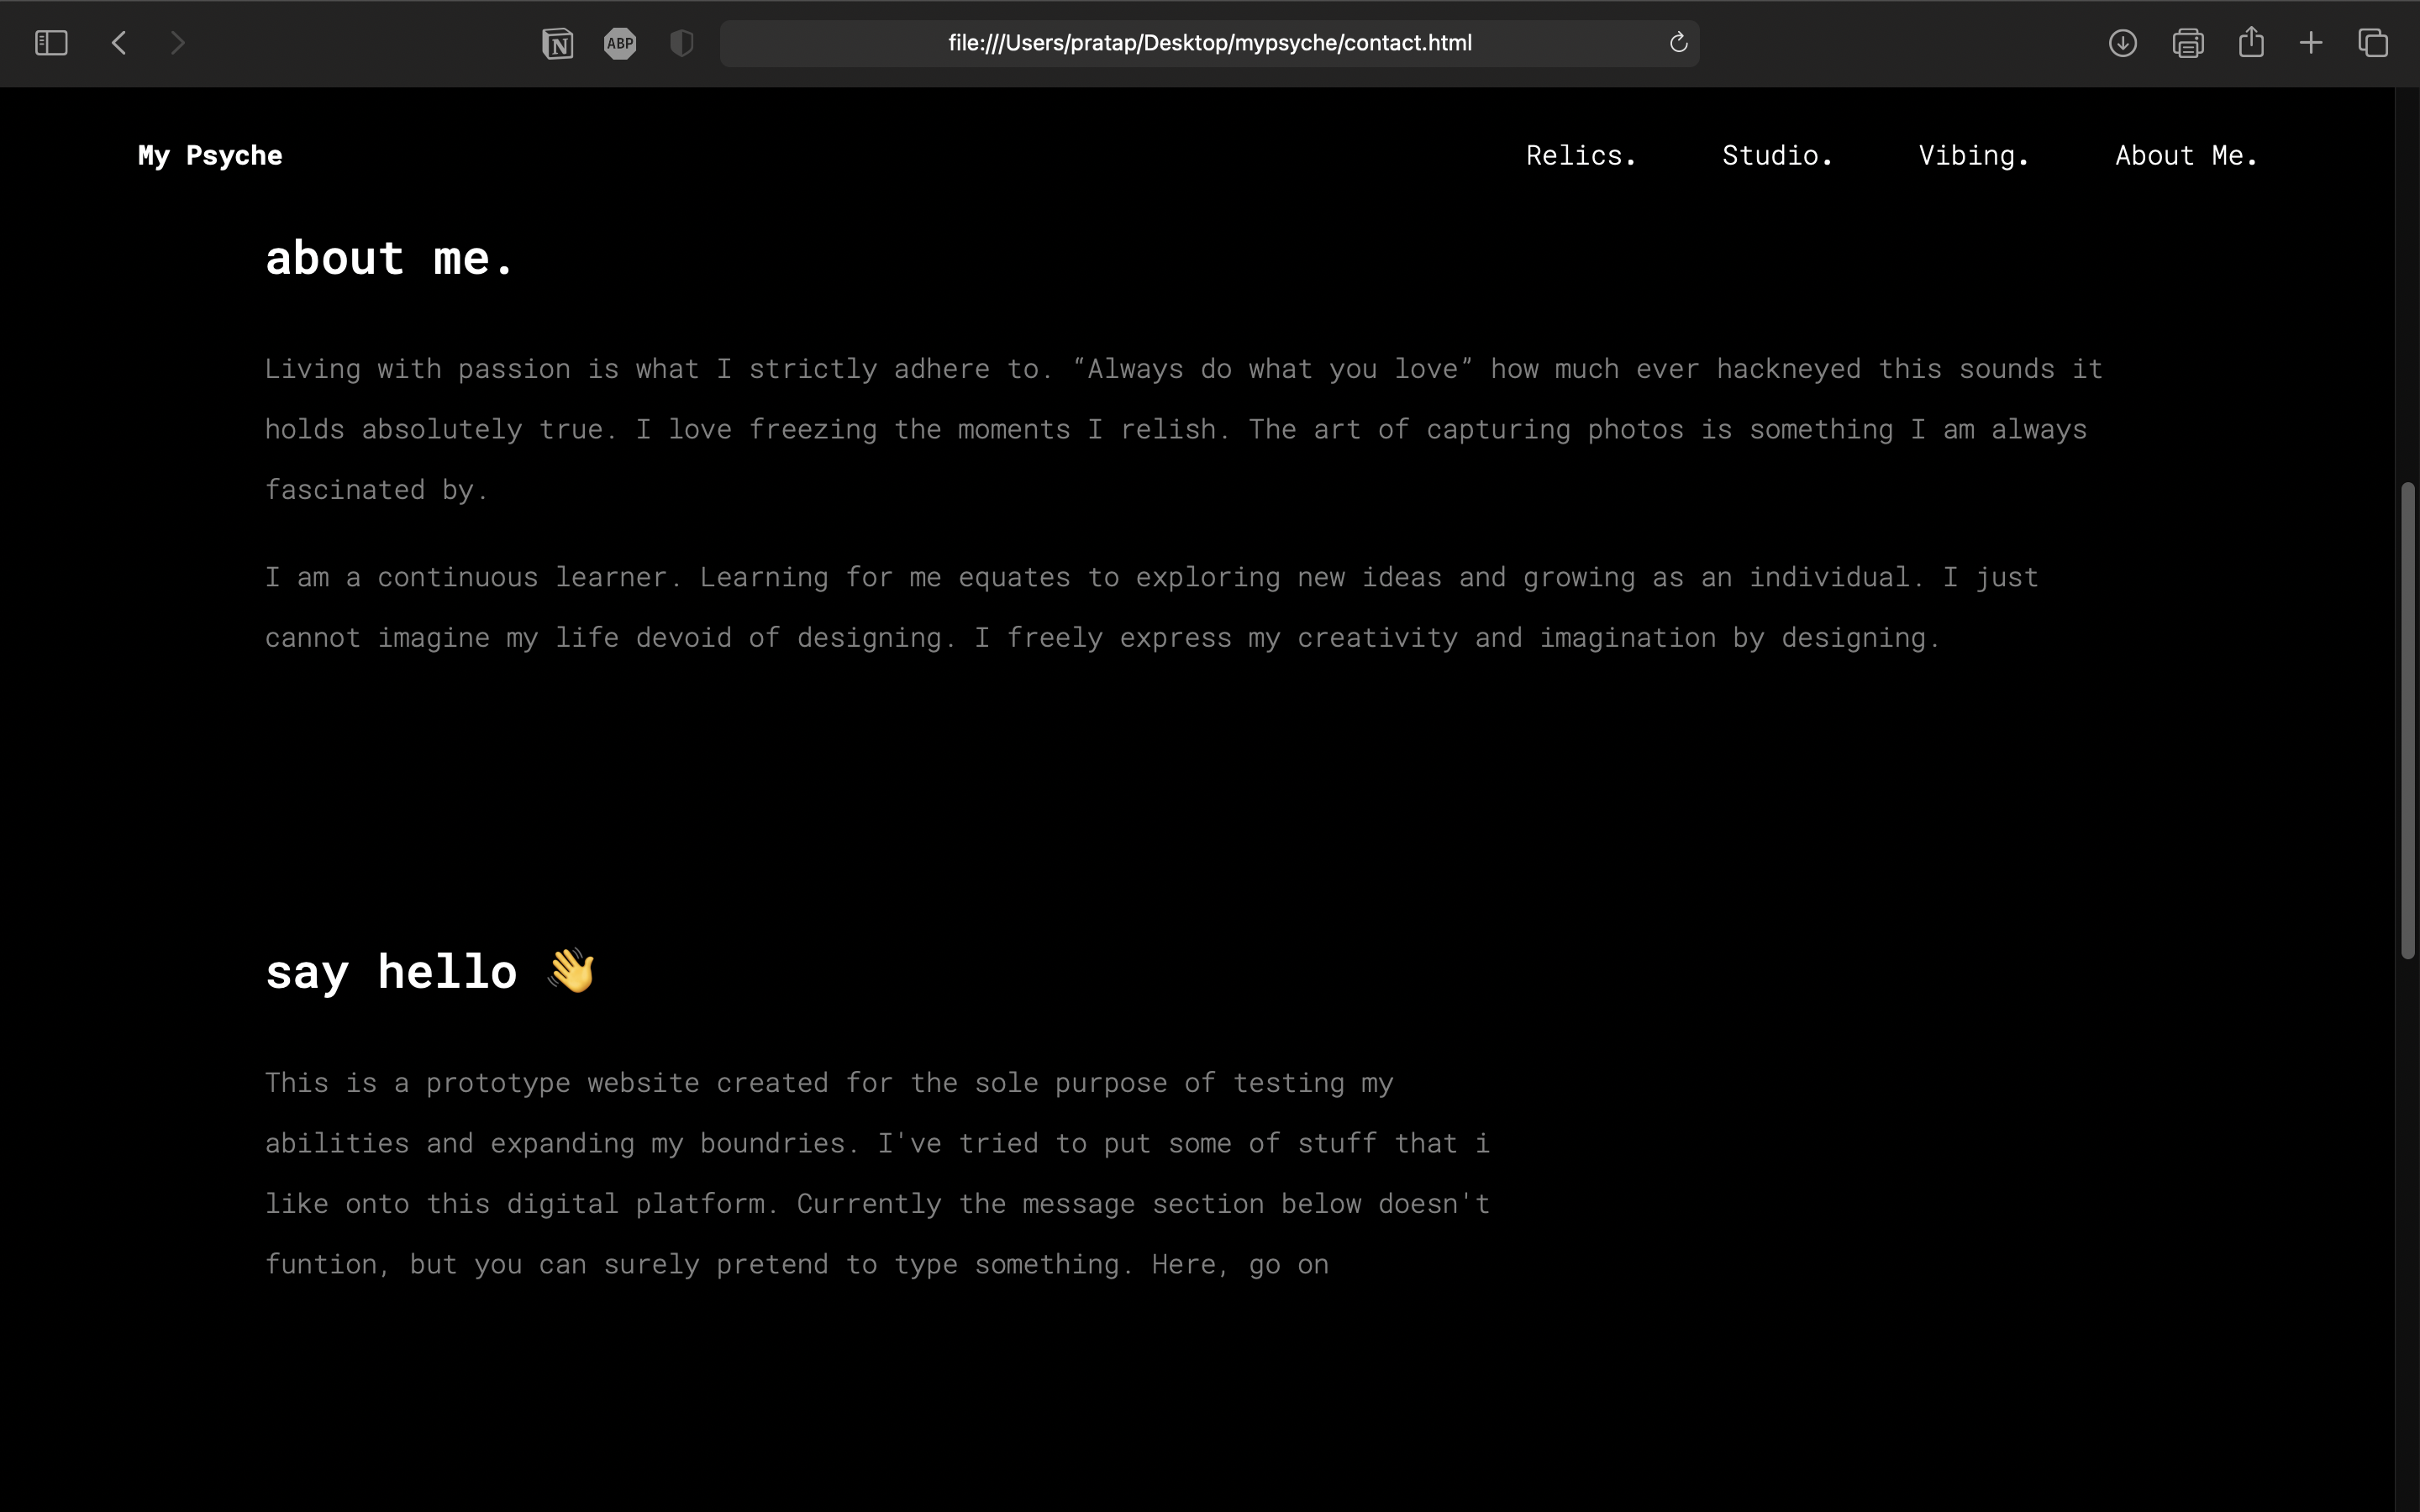 ABP
file:///Users/pratap/Desktop/mypsyche/contact.html
My Psyche
Relics.
Studio.
Vibing.
About Me.
about me.
Living with passion is what I strictly adhere to. “Always do what you love” how much ever hackneyed this sounds it
holds absolutely true. I love freezing the moments I relish. The art of capturing photos is something I am always
fascinated by.
I am a continuous learner. Learning for me equates to exploring new ideas and growing as an individual. I just
cannot imagine my life devoid of designing. I freely express my creativity and imagination by designing.
say hello 👋
This is a prototype website created for the sole purpose of testing my
abilities and expanding my boundries. I've tried to put some of stuff that i
like onto this digital platform. Currently the message section below doesn't
funtion, but you can surely pretend to type something. Here, go on